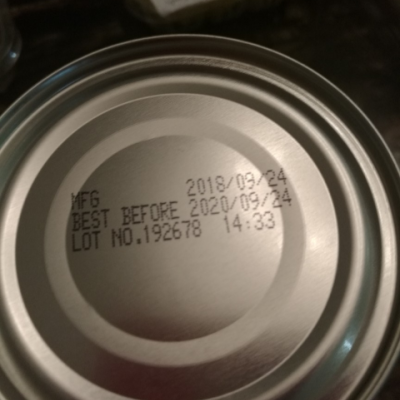 MFG 2018/09/24
BEST BEFORE 2020/09/24
LOT NO.192678 14:33